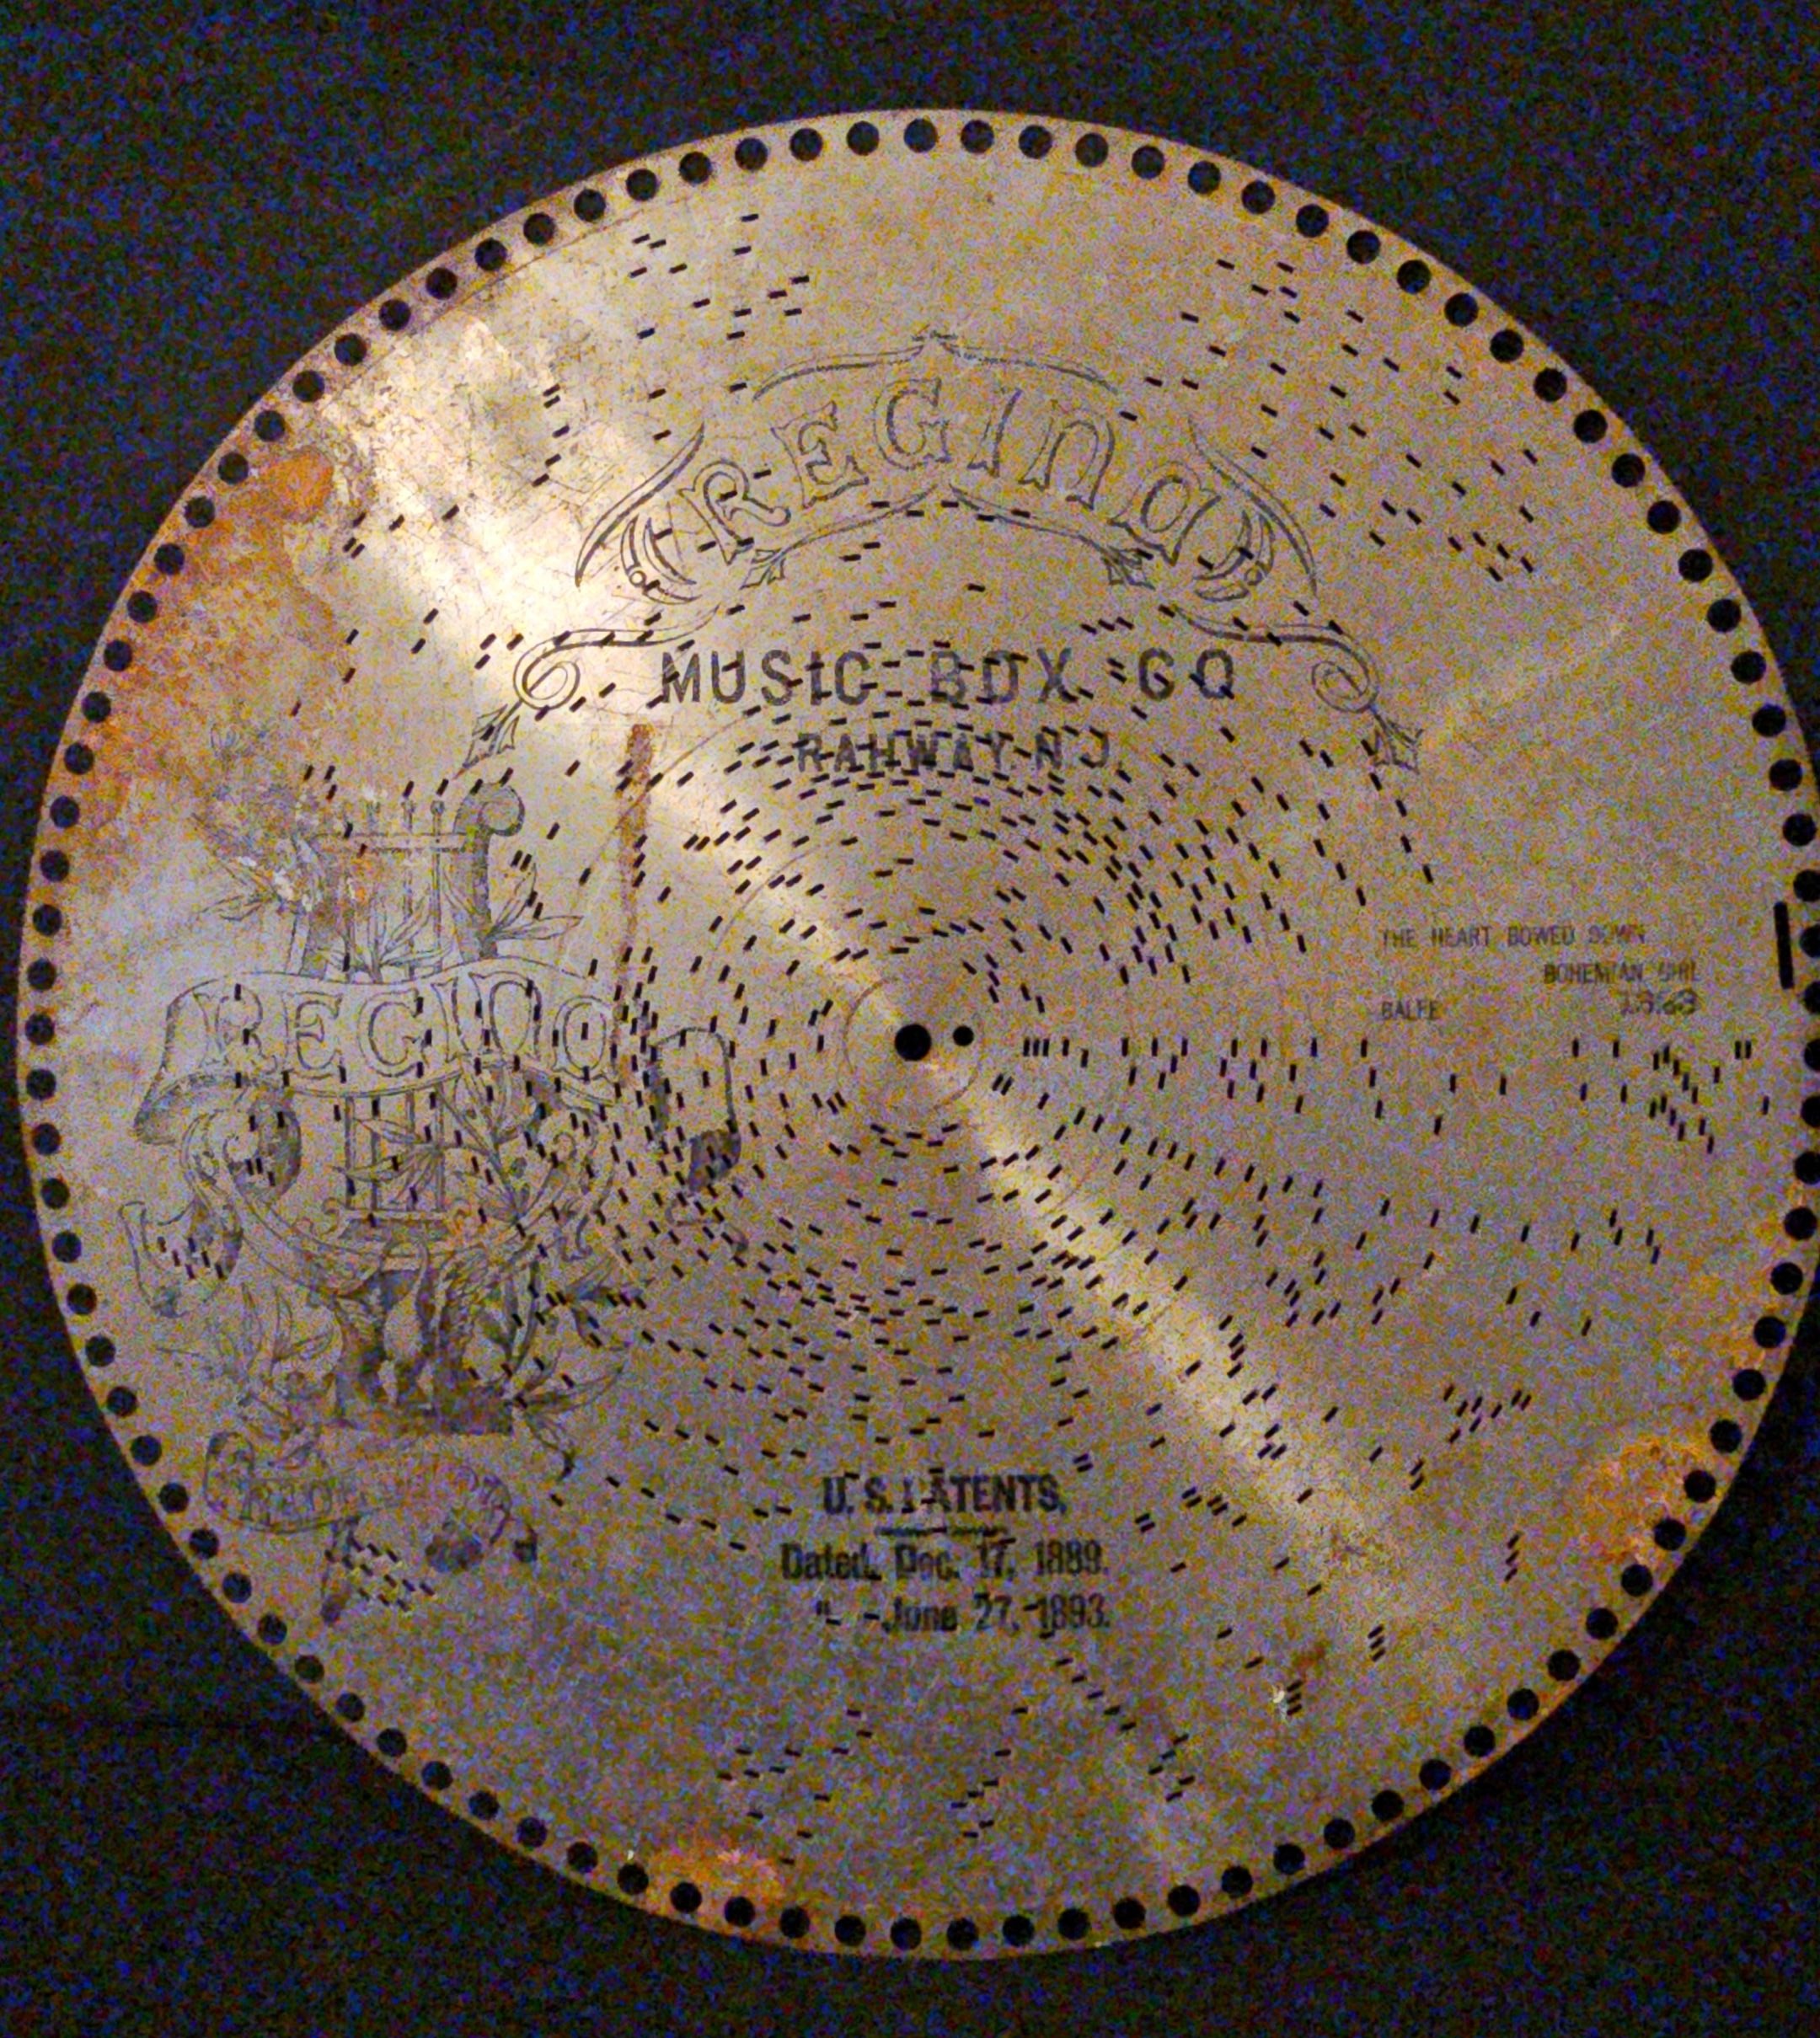 REGINA
MUSIC BOX CO
RAHWAY N J
THE HEART BOWED DOWN
BOHEMIAN GIRL
BALFE
REGINA
U. S. PATENTS,
Dated, Dec. 17, 1889.
" - June 27, 1893.